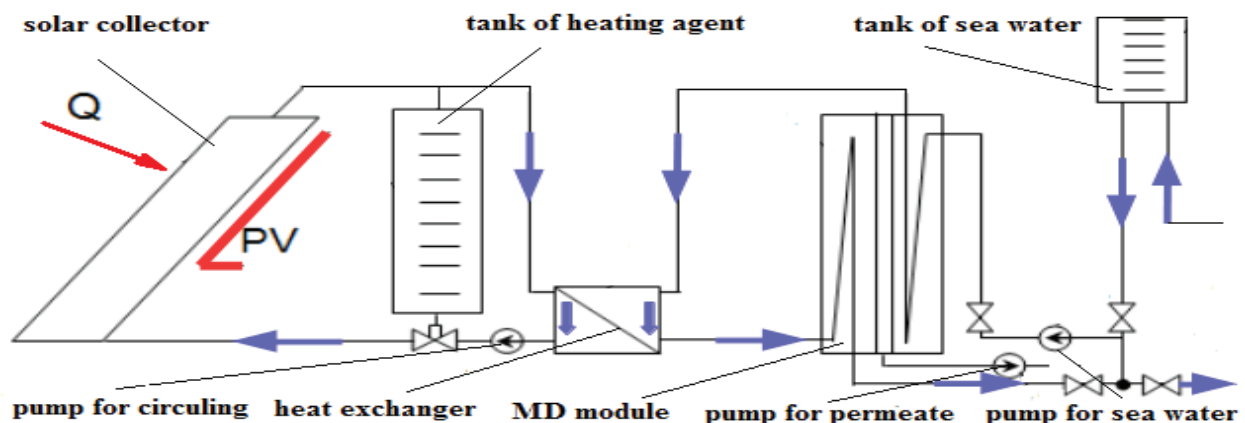 solar collector
tank of heating agent
tank of sea water
Q
PV
pump for circuling
heat exchanger
MD module
pump for permeate
pump for sea water